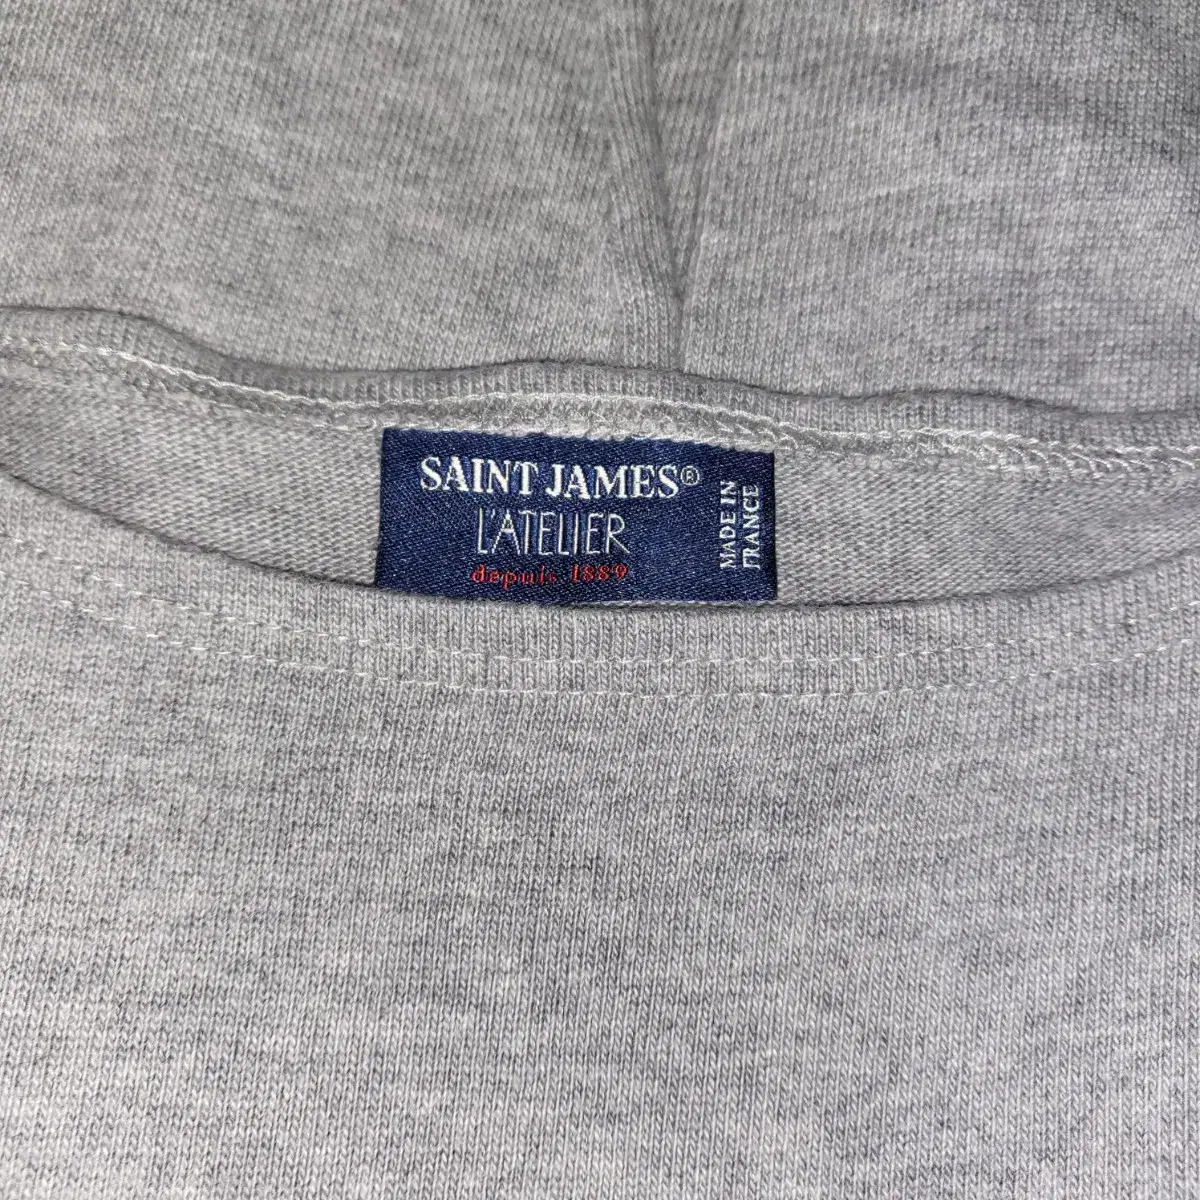 SAINT JAMES®
L'ATELIER
depuis 1889
MADE IN
FRANCE